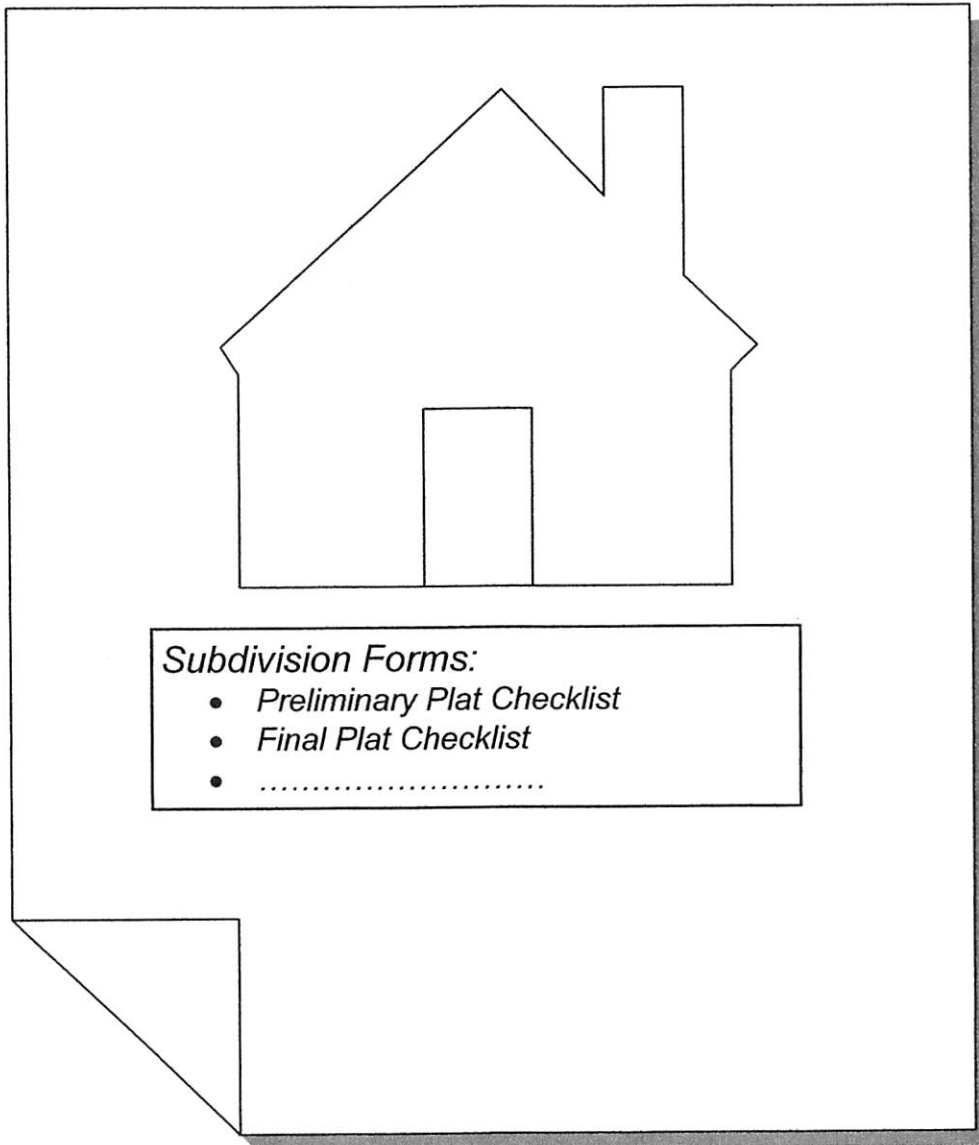 Subdivision Forms:
• Preliminary Plat Checklist
• Final Plat Checklist
• ...........................